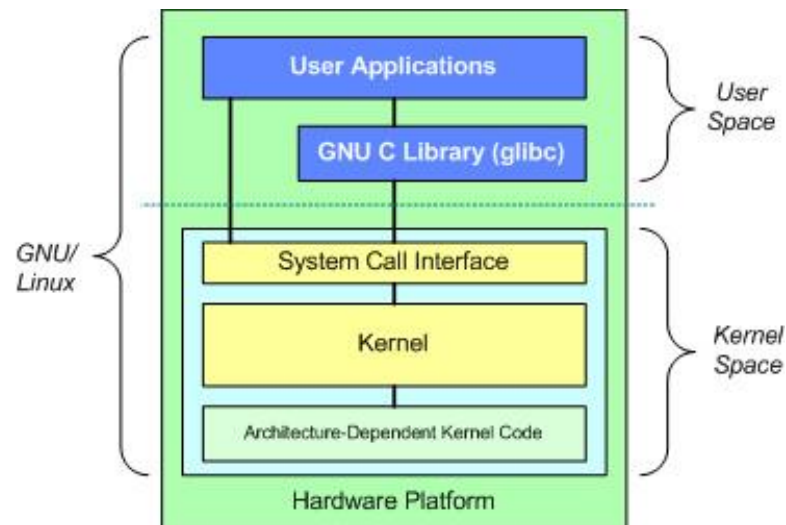 User Applications
GNU C Library (glibc)
User
Space
GNU/
Linux
System Call Interface
Kernel
Architecture-Dependent Kernel Code
Kernel
Space
Hardware Platform